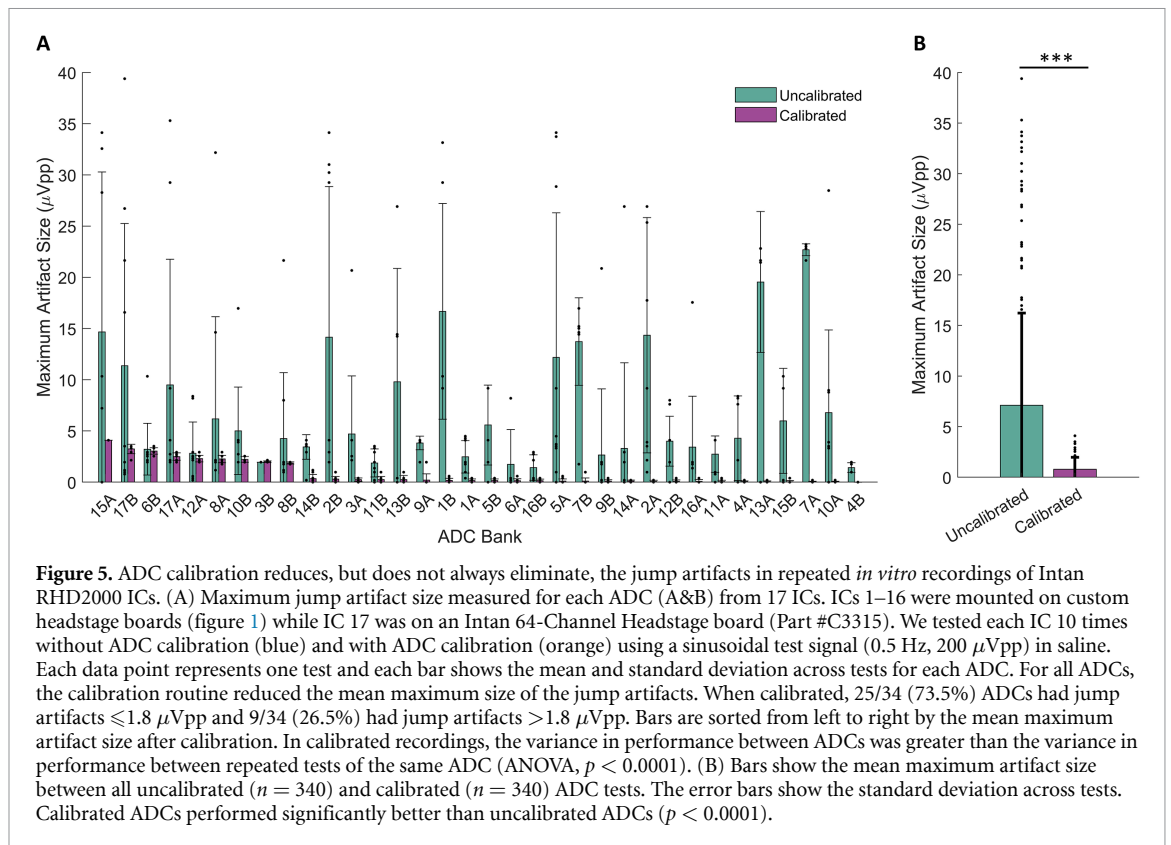 A
B
40
35
30
25
20
15
10
5
0
Maximum Artifact Size (μVpp)
Uncalibrated
Calibrated
15A 17B 6B 17A 12A 8A 10B 3B 8B 14B 2B 3A 11B 13B 9A 1B 1A 5B 6A 16B 5A 7B 9B 14A 2A 12B 16A 11A 4A 13A 15B 7A 10A 4B
ADC Bank
***
40
35
30
25
20
15
10
5
0
Maximum Artifact Size (μVpp)
Uncalibrated
Calibrated
Figure 5. ADC calibration reduces, but does not always eliminate, the jump artifacts in repeated in vitro recordings of Intan
RHD2000 ICs. (A) Maximum jump artifact size measured for each ADC (A&B) from 17 ICs. ICs 1–16 were mounted on custom
headstage boards (figure 1) while IC 17 was on an Intan 64-Channel Headstage board (Part #C3315). We tested each IC 10 times
without ADC calibration (blue) and with ADC calibration (orange) using a sinusoidal test signal (0.5 Hz, 200 μVpp) in saline.
Each data point represents one test and each bar shows the mean and standard deviation across tests for each ADC. For all ADCs,
the calibration routine reduced the mean maximum size of the jump artifacts. When calibrated, 25/34 (73.5%) ADCs had jump
artifacts ⩽1.8 μVpp and 9/34 (26.5%) had jump artifacts >1.8 μVpp. Bars are sorted from left to right by the mean maximum
artifact size after calibration. In calibrated recordings, the variance in performance between ADCs was greater than the variance in
performance between repeated tests of the same ADC (ANOVA, p < 0.0001). (B) Bars show the mean maximum artifact size
between all uncalibrated (n = 340) and calibrated (n = 340) ADC tests. The error bars show the standard deviation across tests.
Calibrated ADCs performed significantly better than uncalibrated ADCs (p < 0.0001).